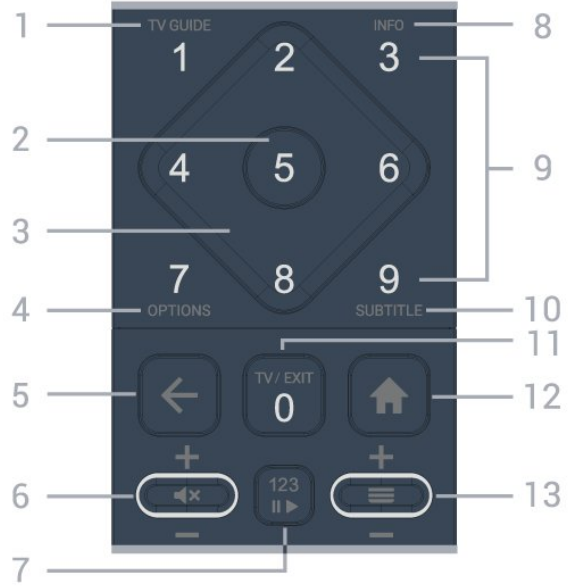 1 TV GUIDE INFO 8
1 2 3
2
4 5 6 9
3
7 8 9
4 OPTIONS SUBTITLE 10
11
5 TV / EXIT 12
0
+ +
6 123 13
- -
7